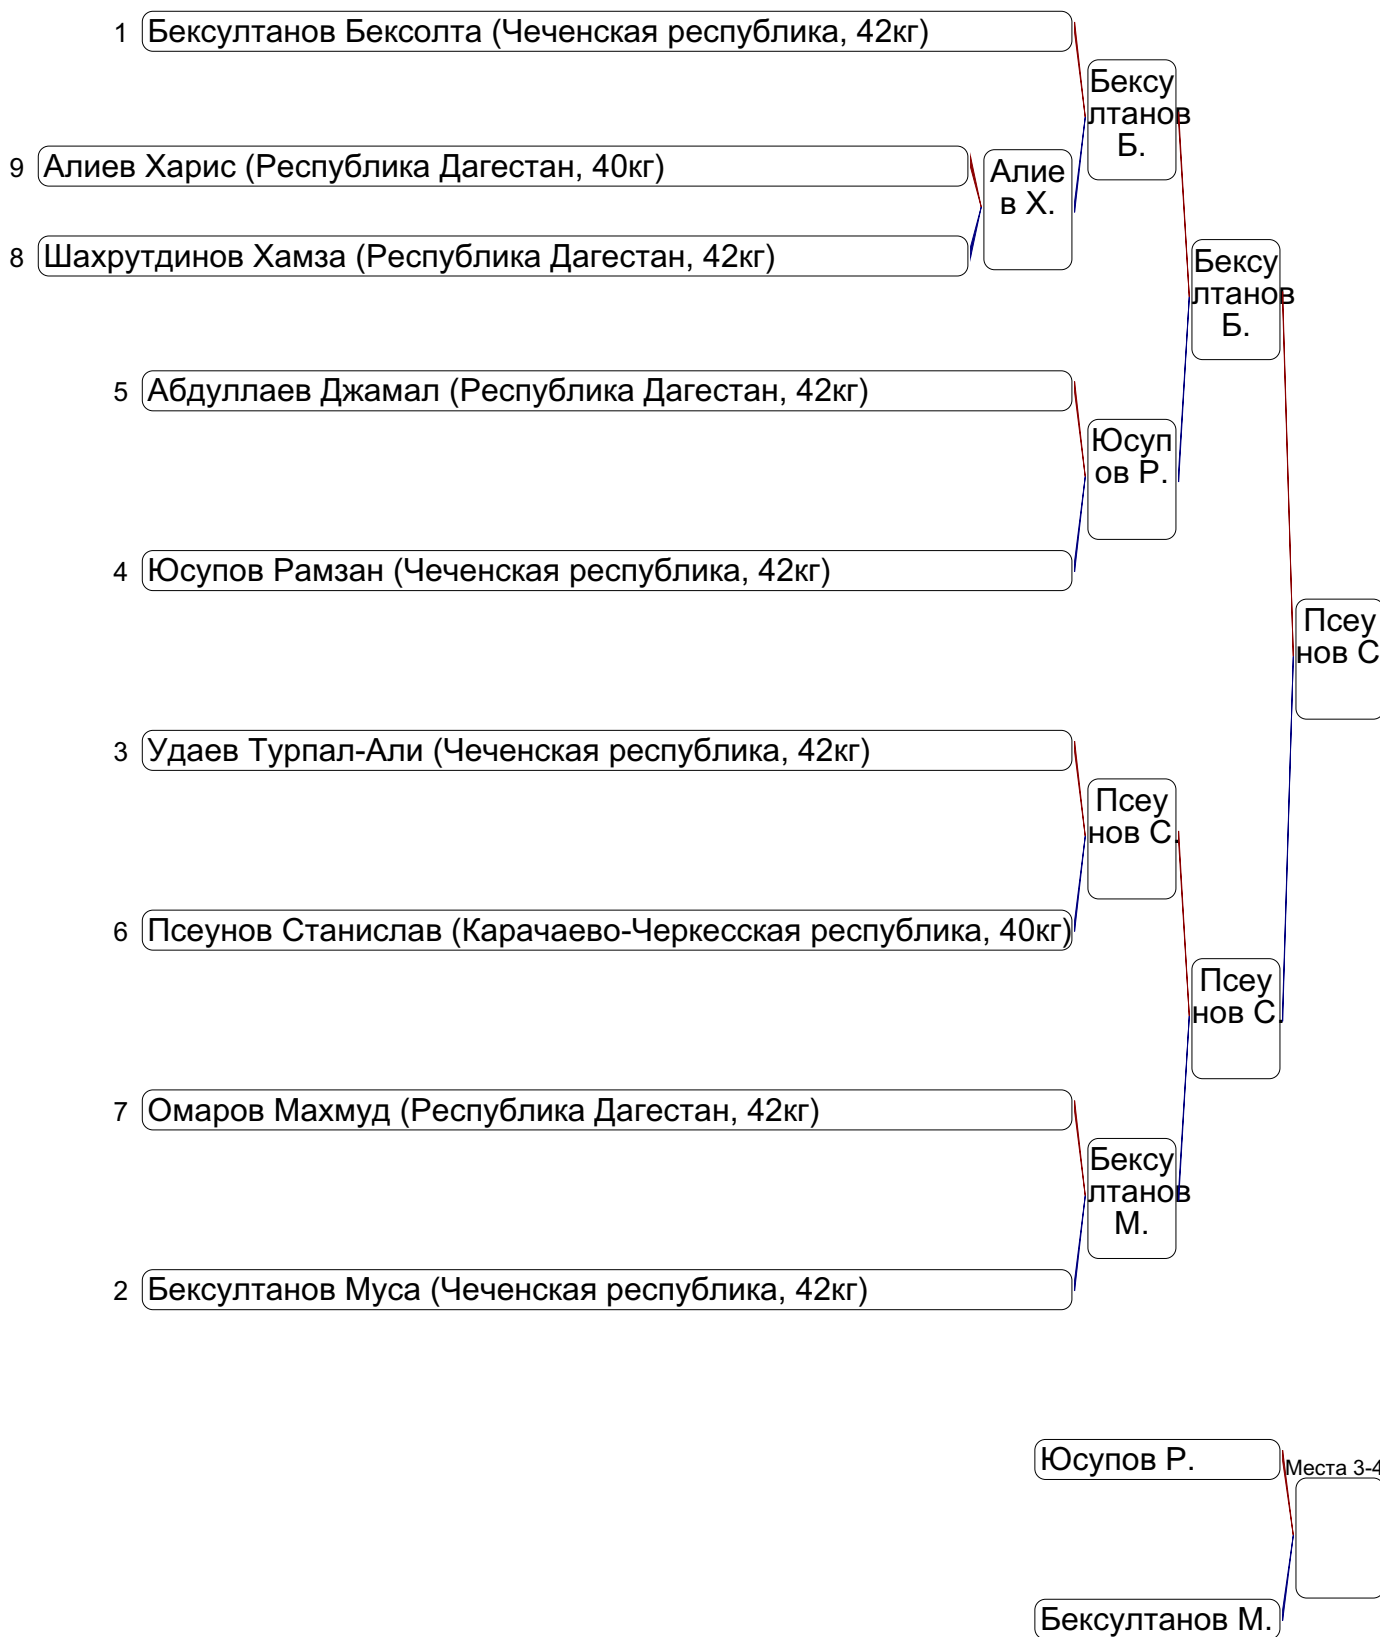 1 Бексултанов Бексолта (Чеченская республика, 42кг)
Бексу
лтанов
Б.
9 Алиев Харис (Республика Дагестан, 40кг)
Алие
в Х.
8 Шахрутдинов Хамза (Республика Дагестан, 42кг)
Бексу
лтанов
Б.
5 Абдуллаев Джамал (Республика Дагестан, 42кг)
Юсуп
ов Р.
4 Юсупов Рамзан (Чеченская республика, 42кг)
Псеу
нов С
3 Удаев Турпал-Али (Чеченская республика, 42кг)
Псеу
нов С.
6 Псеунов Станислав (Карачаево-Черкесская республика, 40кг)
Псеу
нов С.
7 Омаров Махмуд (Республика Дагестан, 42кг)
Бексу
лтанов
М.
2 Бексултанов Муса (Чеченская республика, 42кг)
Юсупов Р.
Места 3-4
Бексултанов М.